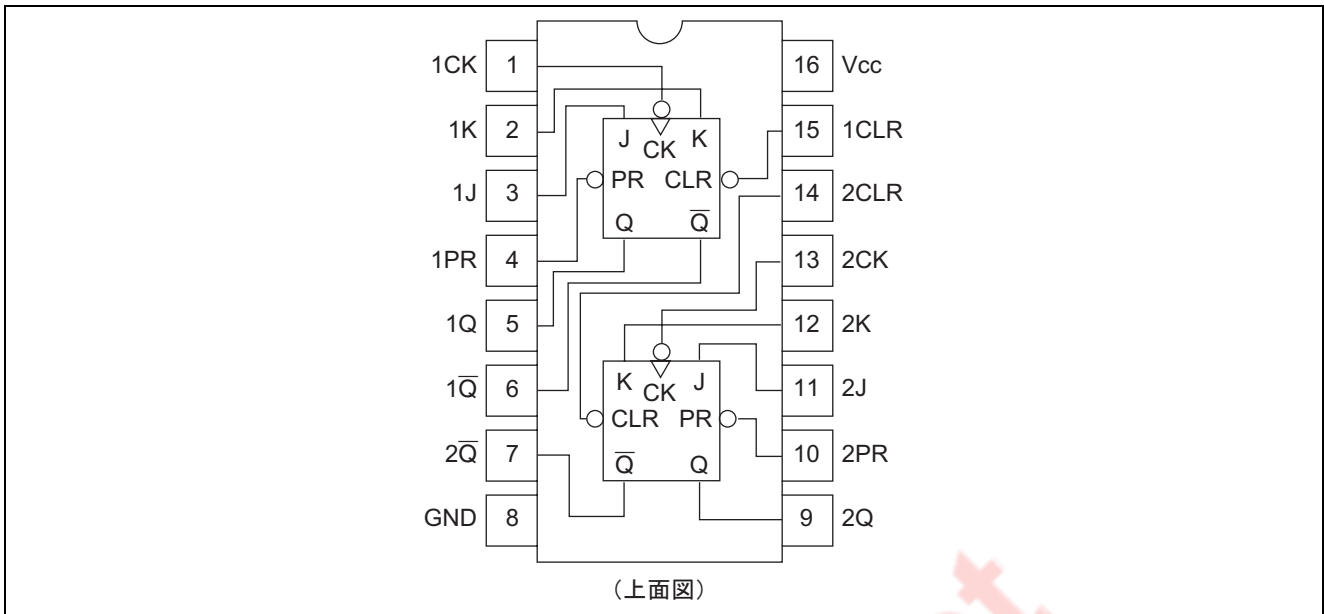 1CK 1
1K 2
1J 3
1PR 4
1Q 5
1Q̅ 6
2Q̅ 7
GND 8
16 Vcc
15 1CLR
14 2CLR
13 2CK
12 2K
11 2J
10 2PR
9 2Q
J CK K
PR CLR
Q Q̅
K CK J
CLR PR
Q̅ Q
(上面図)